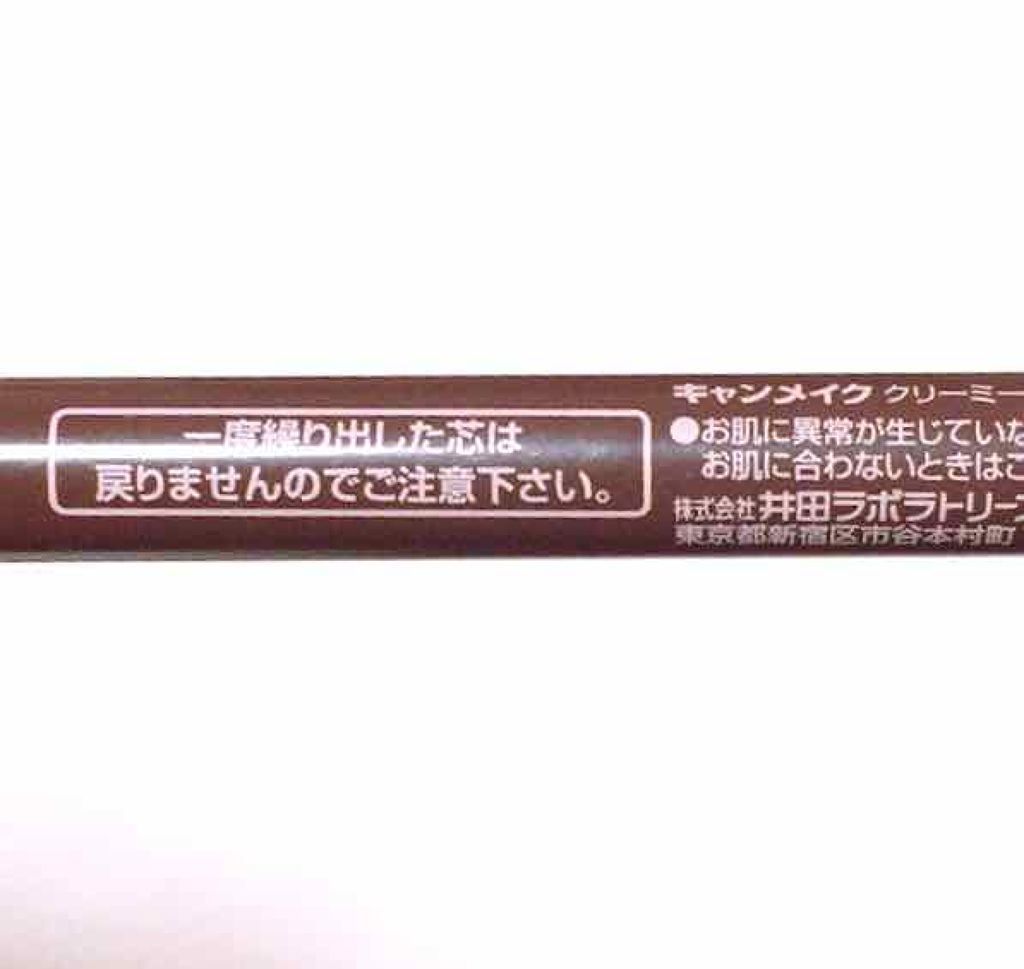 一度繰り出した芯は
戻りませんのでご注意下さい。
キャンメイク クリーミー
●お肌に異常が生じていな
お肌に合わないときはご
株式会社 井田ラボラトリーズ
東京都新宿区市谷本村町